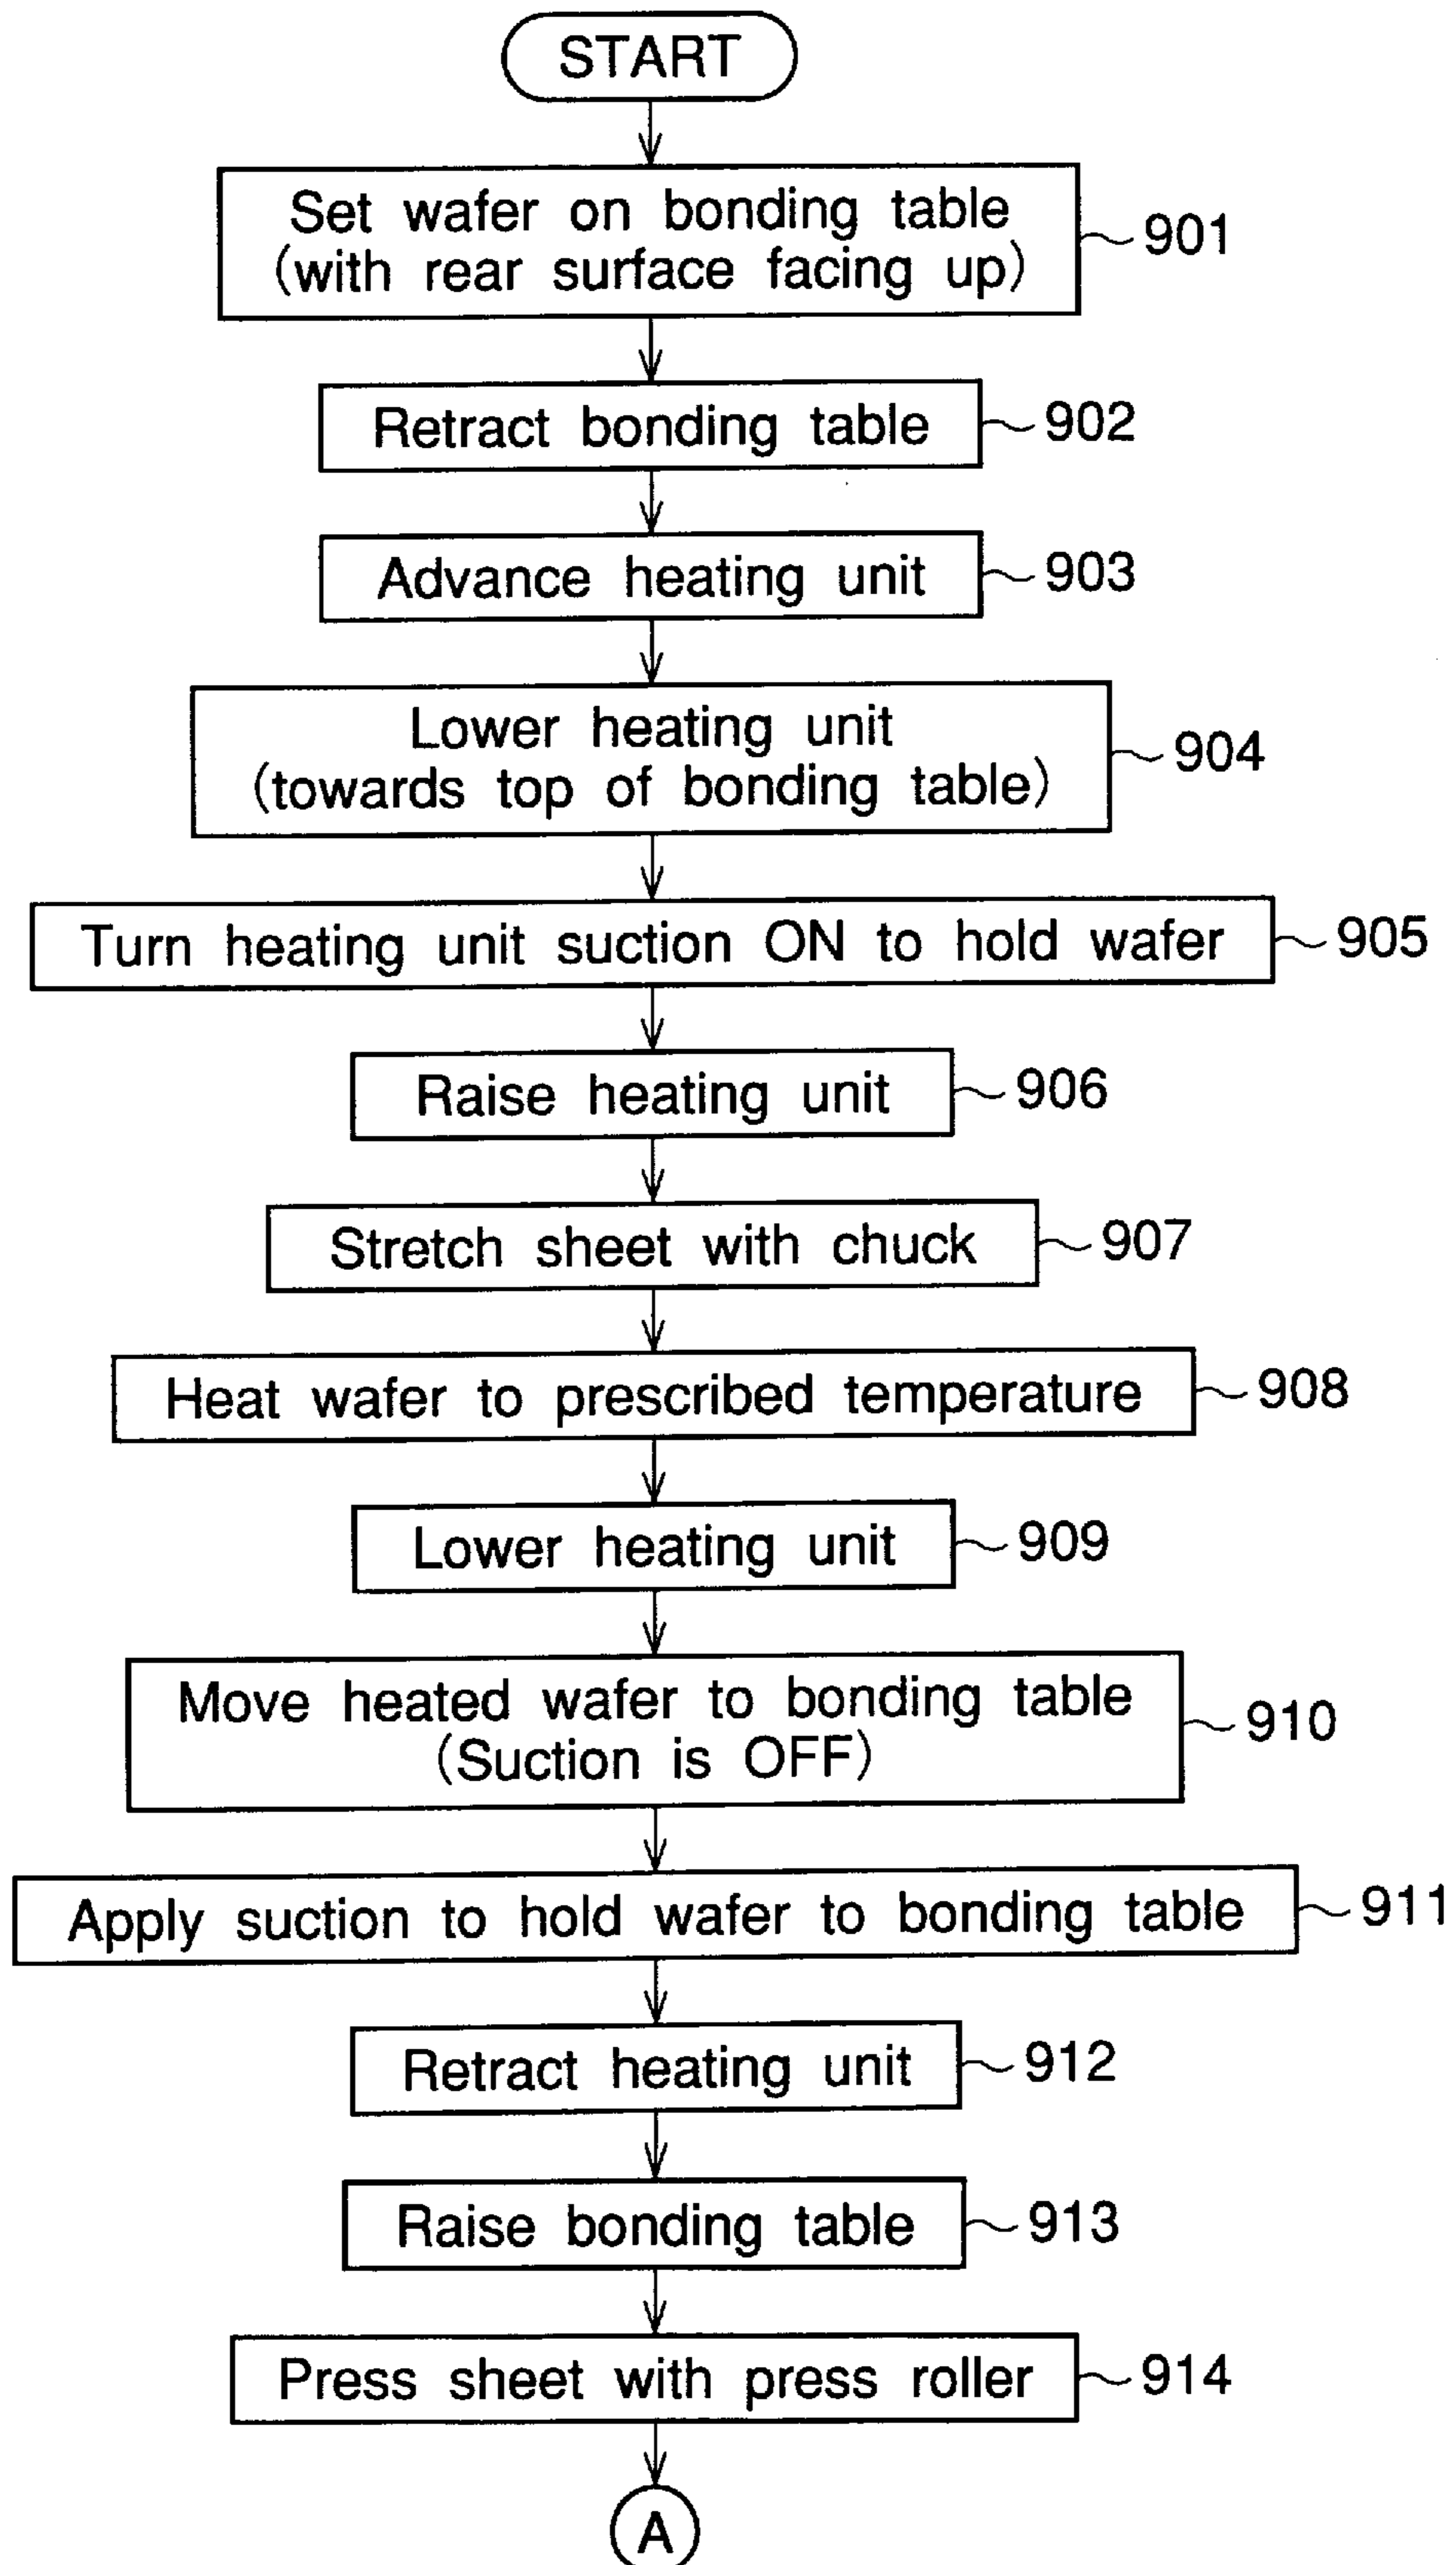 START
Set wafer on bonding table
(with rear surface facing up)
901
Retract bonding table
902
Advance heating unit
903
Lower heating unit
(towards top of bonding table)
904
Turn heating unit suction ON to hold wafer
905
Raise heating unit
906
Stretch sheet with chuck
907
Heat wafer to prescribed temperature
908
Lower heating unit
909
Move heated wafer to bonding table
(Suction is OFF)
910
Apply suction to hold wafer to bonding table
911
Retract heating unit
912
Raise bonding table
913
Press sheet with press roller
914
A